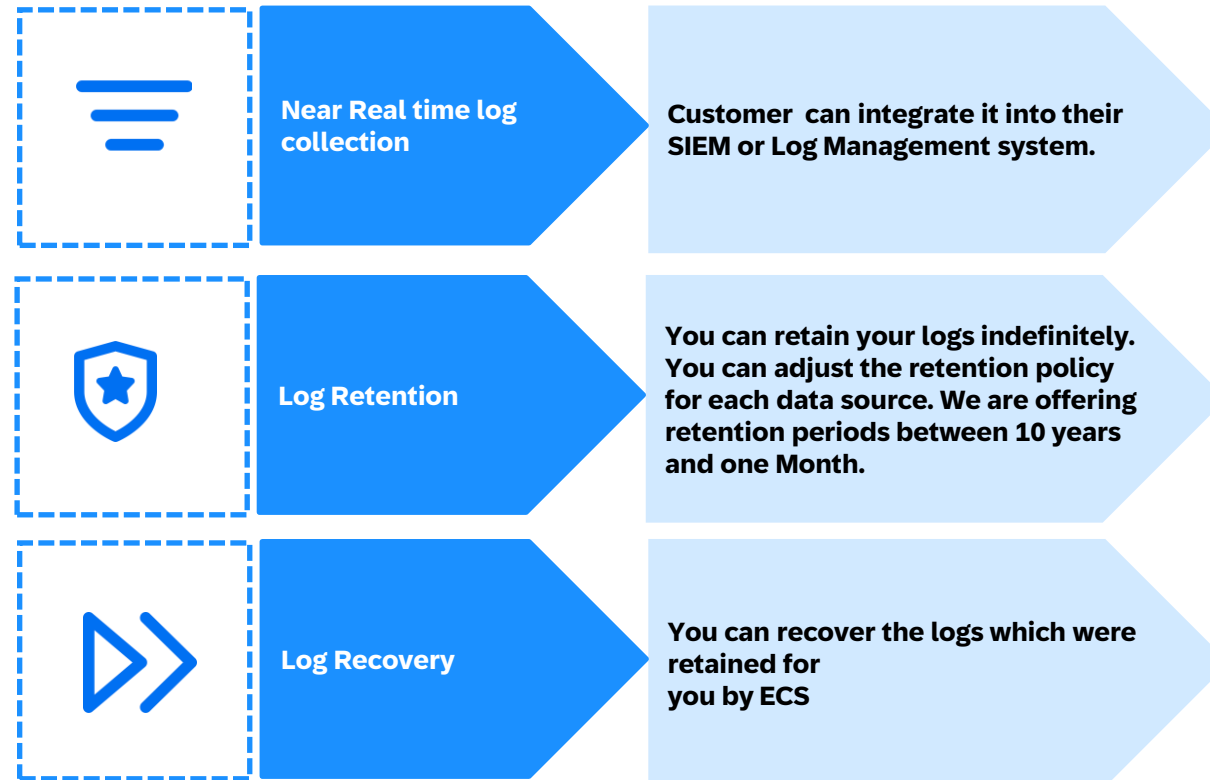 Near Real time log
collection
Customer  can integrate it into their
SIEM or Log Management system.
Log Retention
You can retain your logs indefinitely.
You can adjust the retention policy
for each data source. We are offering
retention periods between 10 years
and one Month.
Log Recovery
You can recover the logs which were
retained for
you by ECS